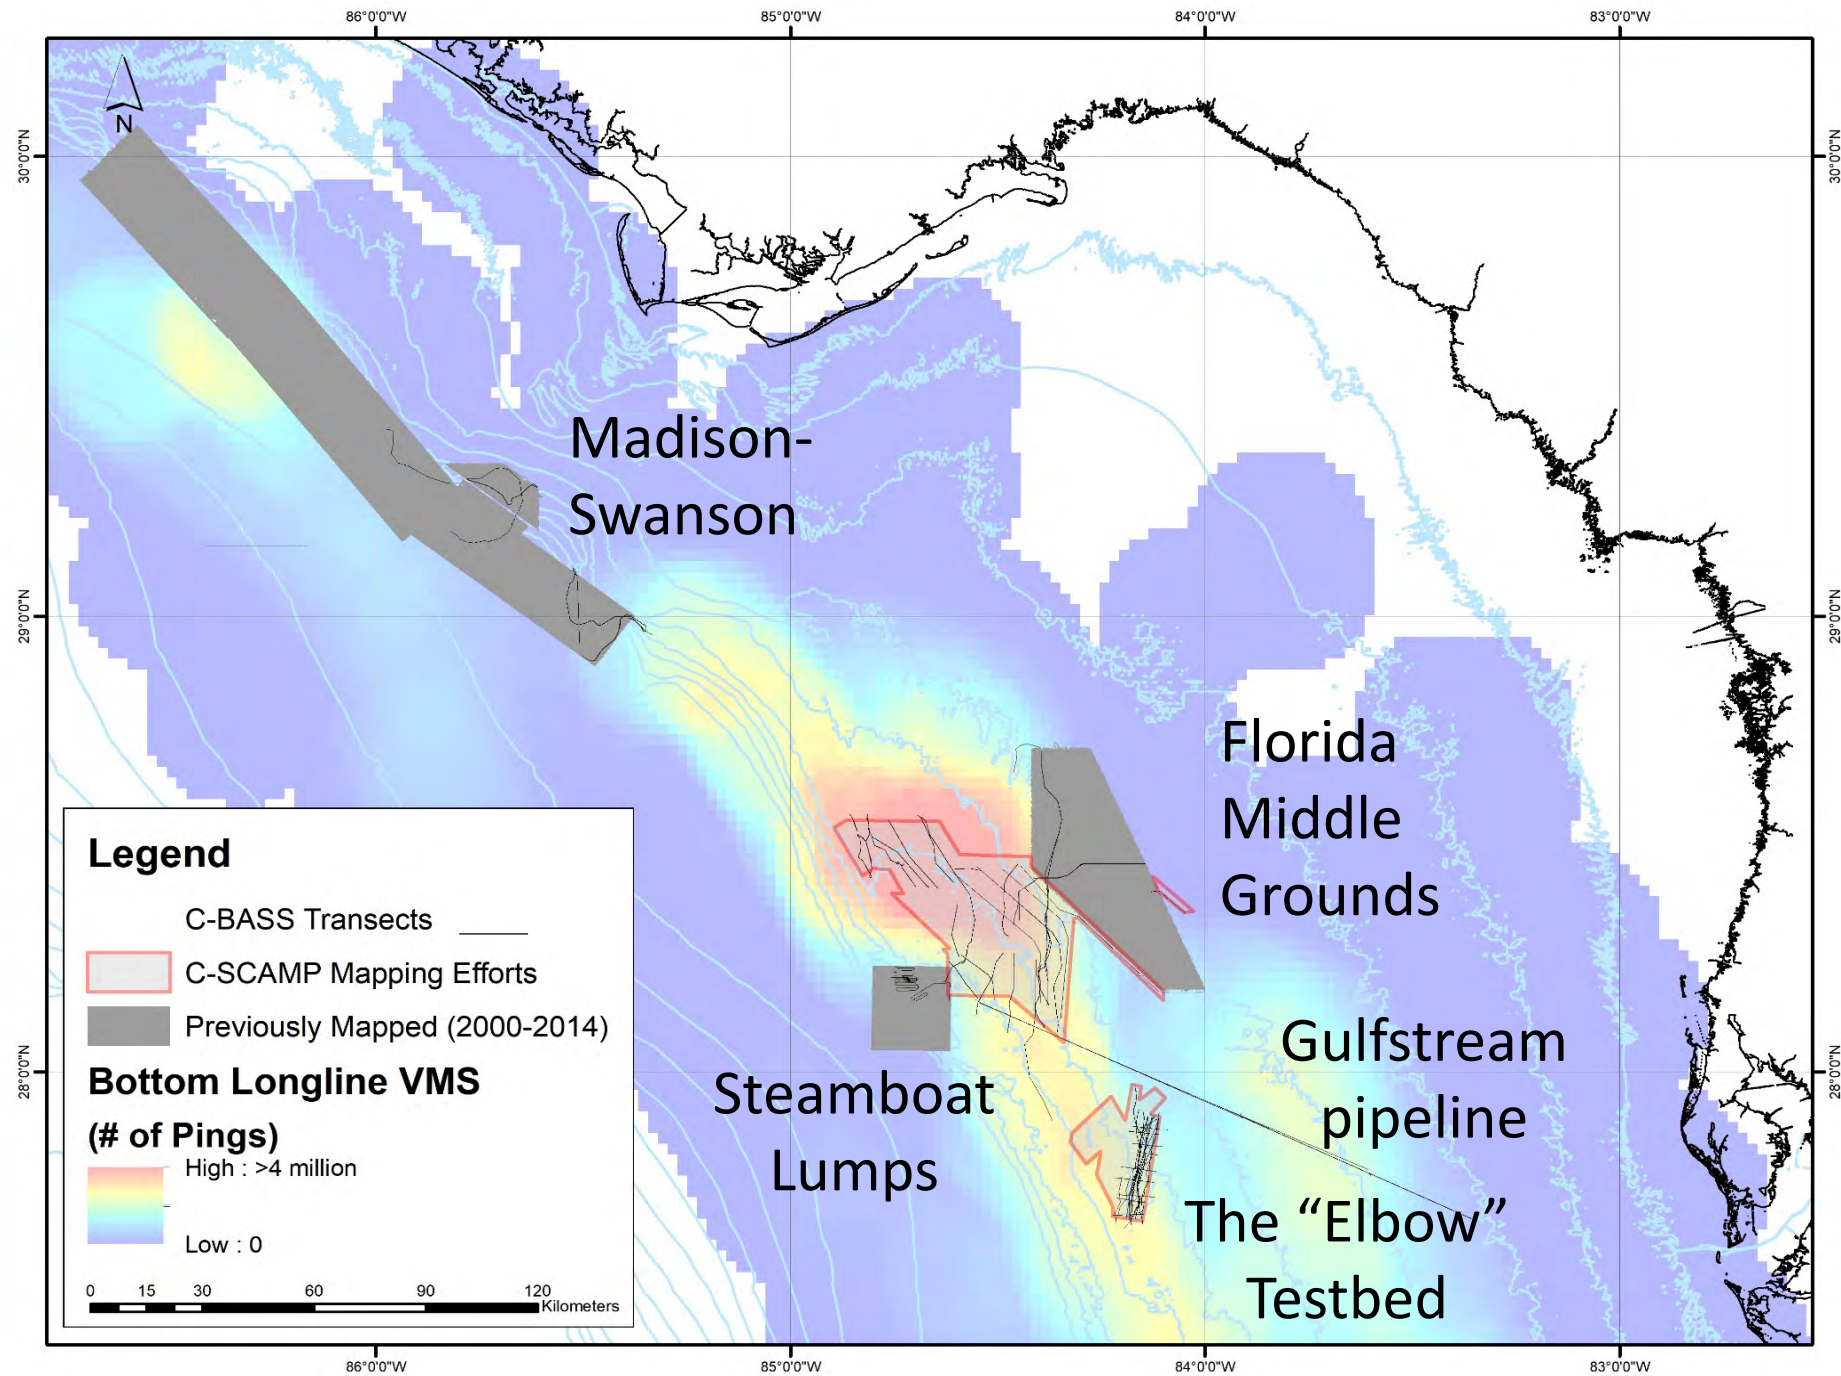 86°0'0"W
85°0'0"W
84°0'0"W
83°0'0"W
30°0'0"N
30°0'0"N
N
Madison-
Swanson
29°0'0"N
29°0'0"N
Florida
Middle
Grounds
Gulfstream
pipeline
28°0'0"N
28°0'0"N
Steamboat
Lumps
The “Elbow”
Testbed
Legend
C-BASS Transects
C-SCAMP Mapping Efforts
Previously Mapped (2000-2014)
Bottom Longline VMS
(# of Pings)
High : >4 million
Low : 0
0 15 30 60 90 120
Kilometers
86°0'0"W
85°0'0"W
84°0'0"W
83°0'0"W